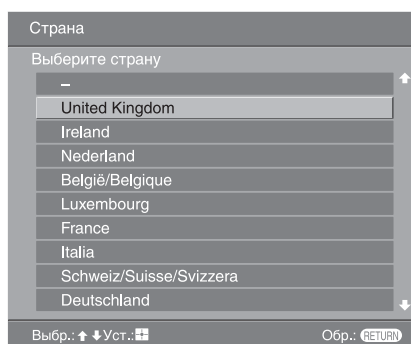 Страна
Выберите страну
–
United Kingdom
Ireland
Nederland
België/Belgique
Luxembourg
France
Italia
Schweiz/Suisse/Svizzera
Deutschland
Выбр.: Уст.: Обр.: RETURN